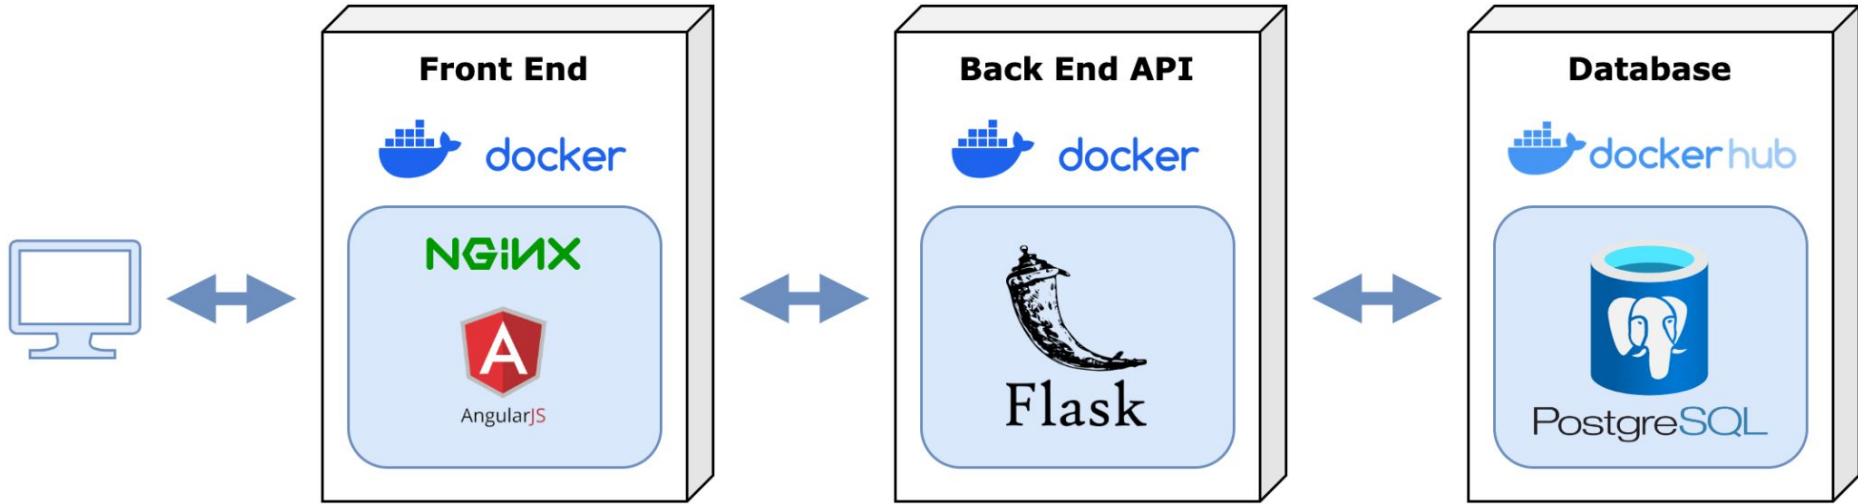 Front End
docker
NGINX
AngularJS
Back End API
docker
Flask
Database
dockerhub
PostgreSQL